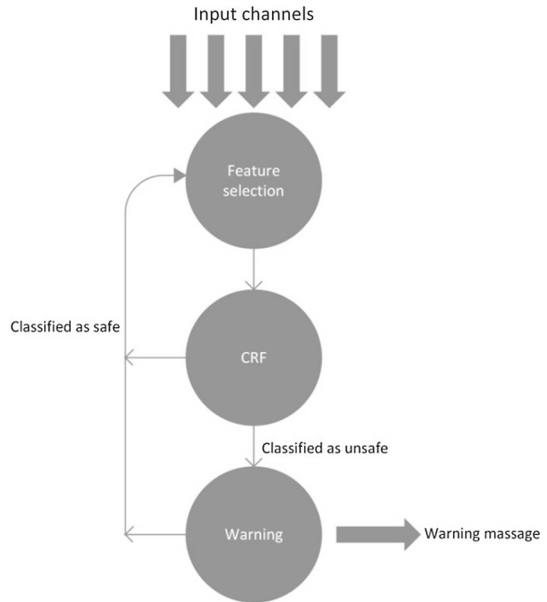 Input channels
Feature
selection
Classified as safe
CRF
Classified as unsafe
Warning
Warning massage